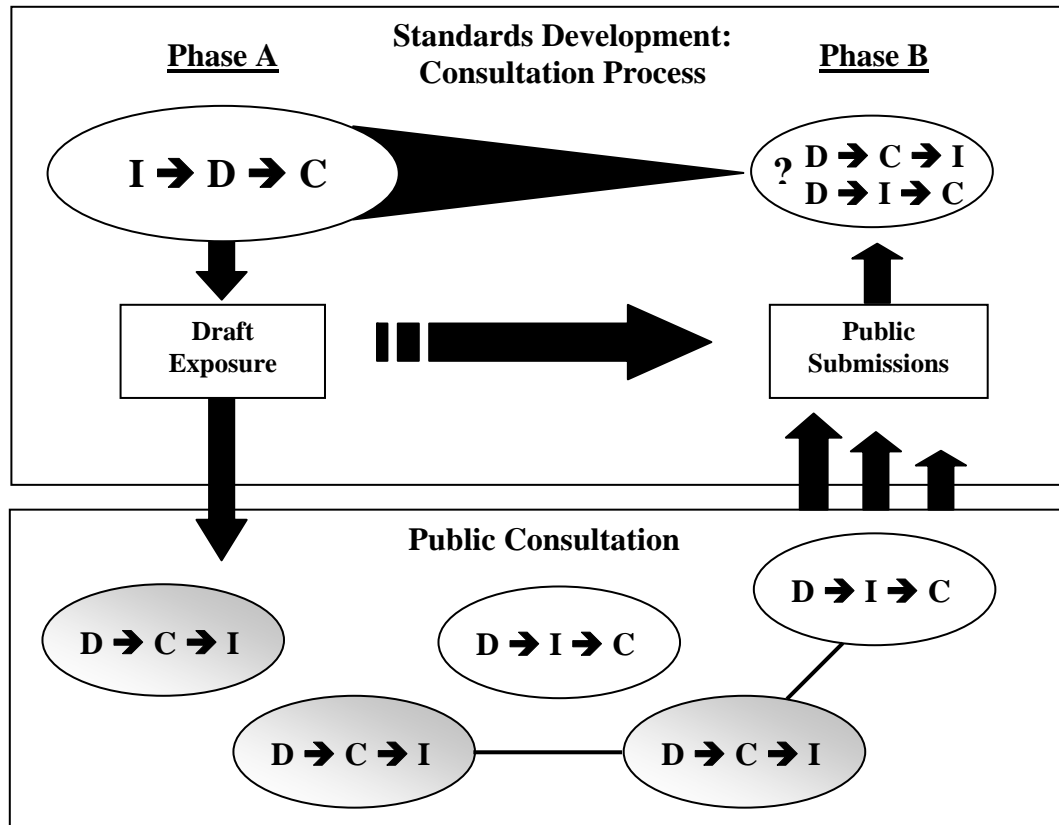 Standards Development:
Consultation Process
Phase A
Phase B
I ➔ D ➔ C
? D ➔ C ➔ I
D ➔ I ➔ C
Draft
Exposure
Public
Submissions
Public Consultation
D ➔ I ➔ C
D ➔ C ➔ I
D ➔ I ➔ C
D ➔ C ➔ I
D ➔ C ➔ I